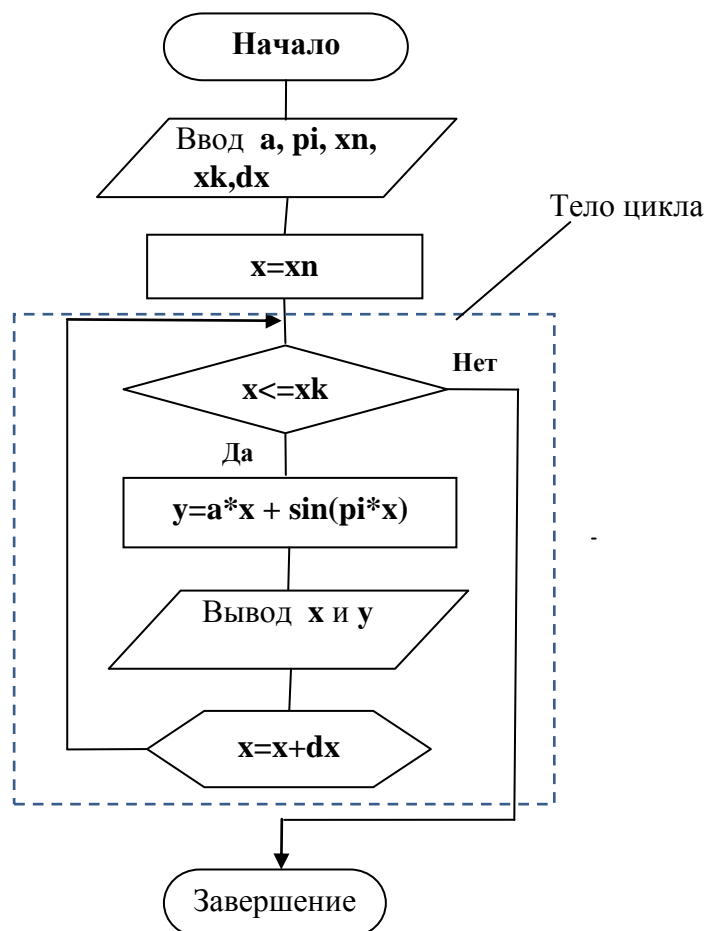 Начало
Ввод a, pi, xn,
xk,dx
Тело цикла
x=xn
Нет
x<=xk
Да
y=a*x + sin(pi*x)
-
Вывод x и y
x=x+dx
Завершение